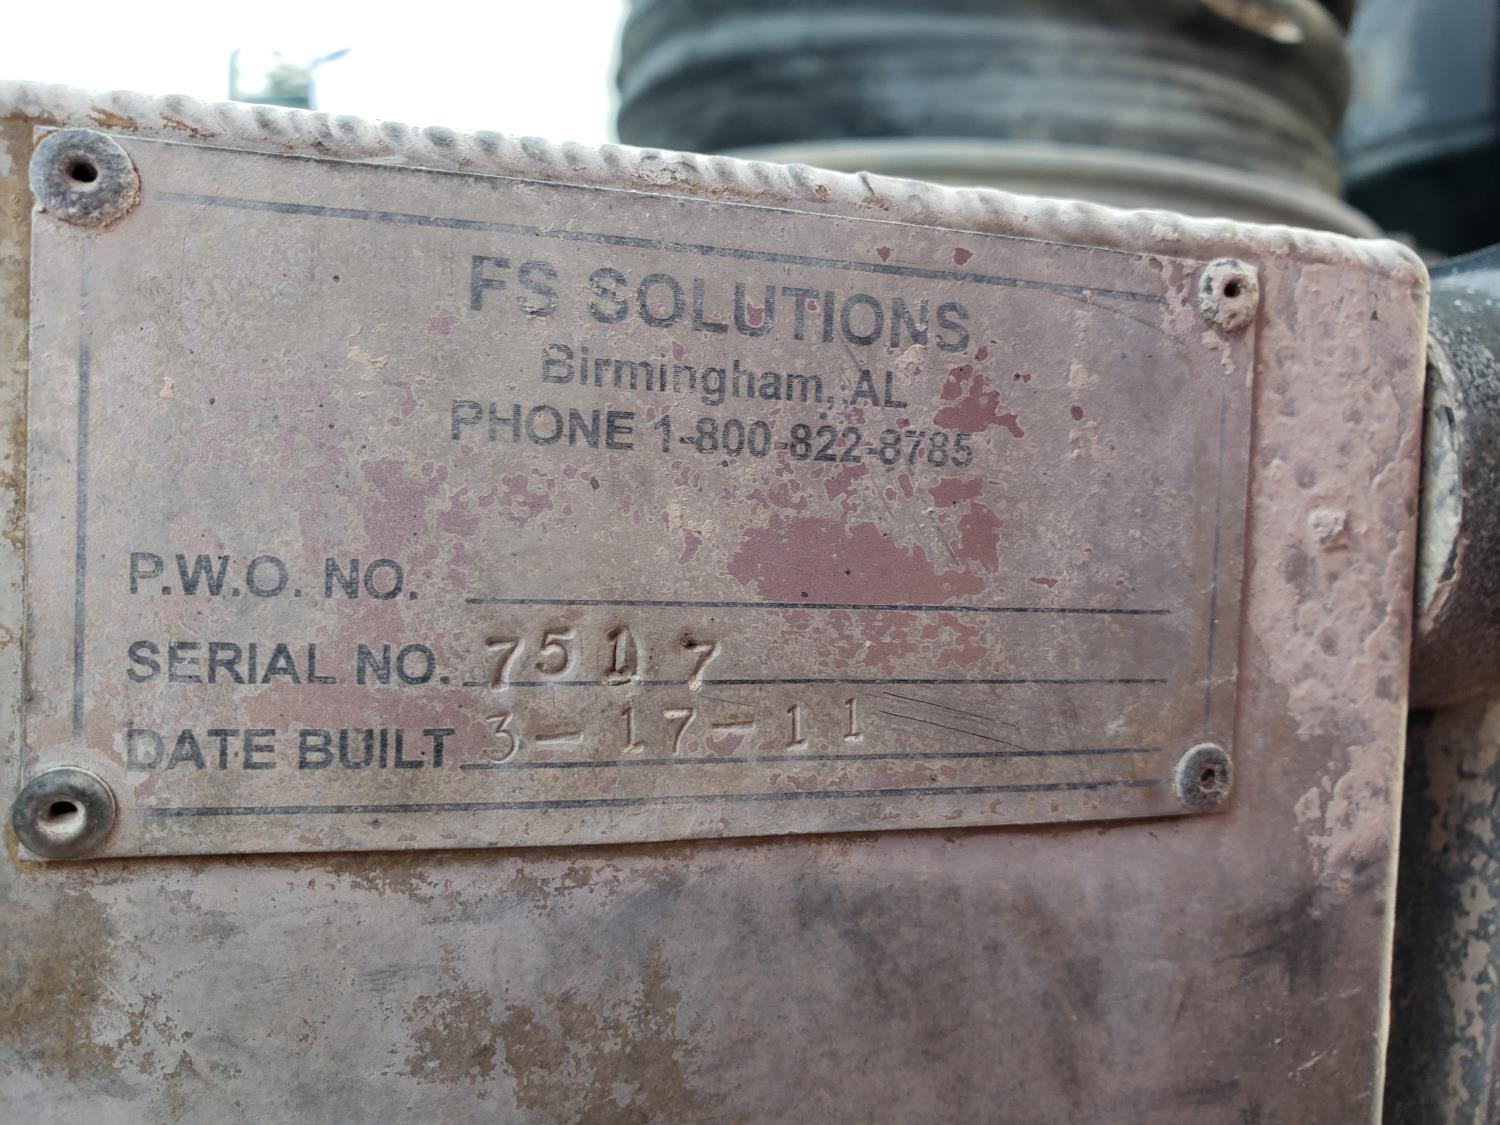 FS SOLUTIONS
Birmingham, AL
PHONE 1-800-822-8785
P.W.O. NO.
SERIAL NO. 7517
DATE BUILT 3-17-11